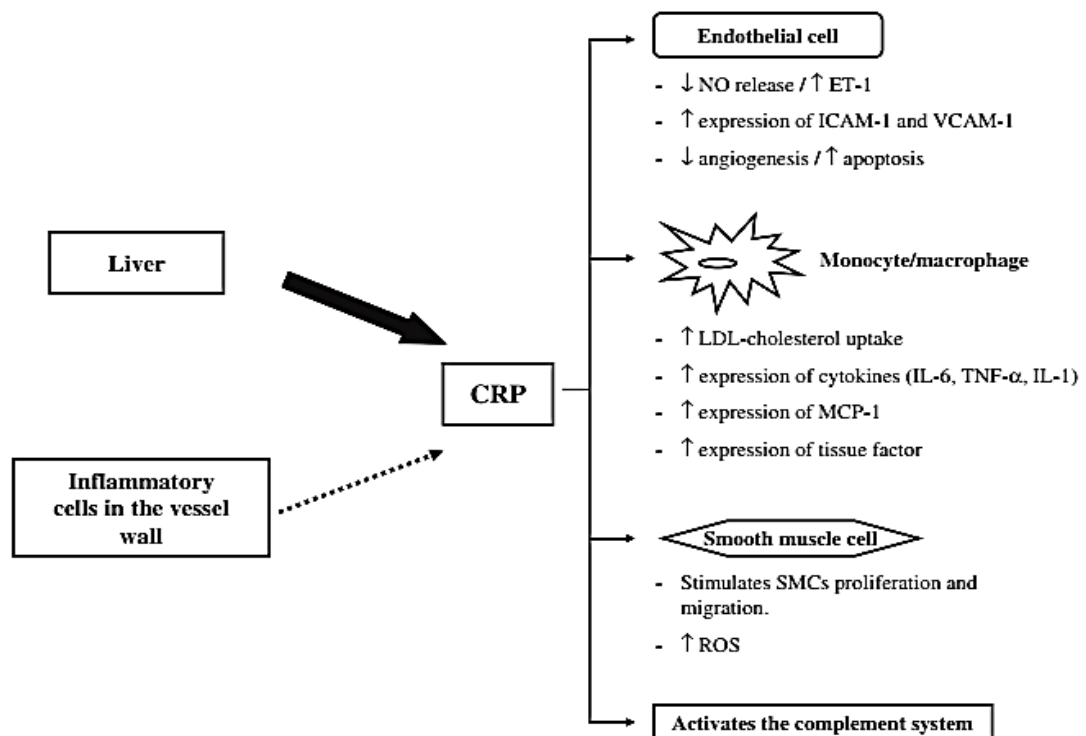 Liver
Inflammatory
cells in the vessel
wall
CRP
Endothelial cell
- ↓ NO release / ↑ ET-1
- ↑ expression of ICAM-1 and VCAM-1
- ↓ angiogenesis / ↑ apoptosis
Monocyte/macrophage
- ↑ LDL-cholesterol uptake
- ↑ expression of cytokines (IL-6, TNF-α, IL-1)
- ↑ expression of MCP-1
- ↑ expression of tissue factor
Smooth muscle cell
- Stimulates SMCs proliferation and
migration.
- ↑ ROS
Activates the complement system